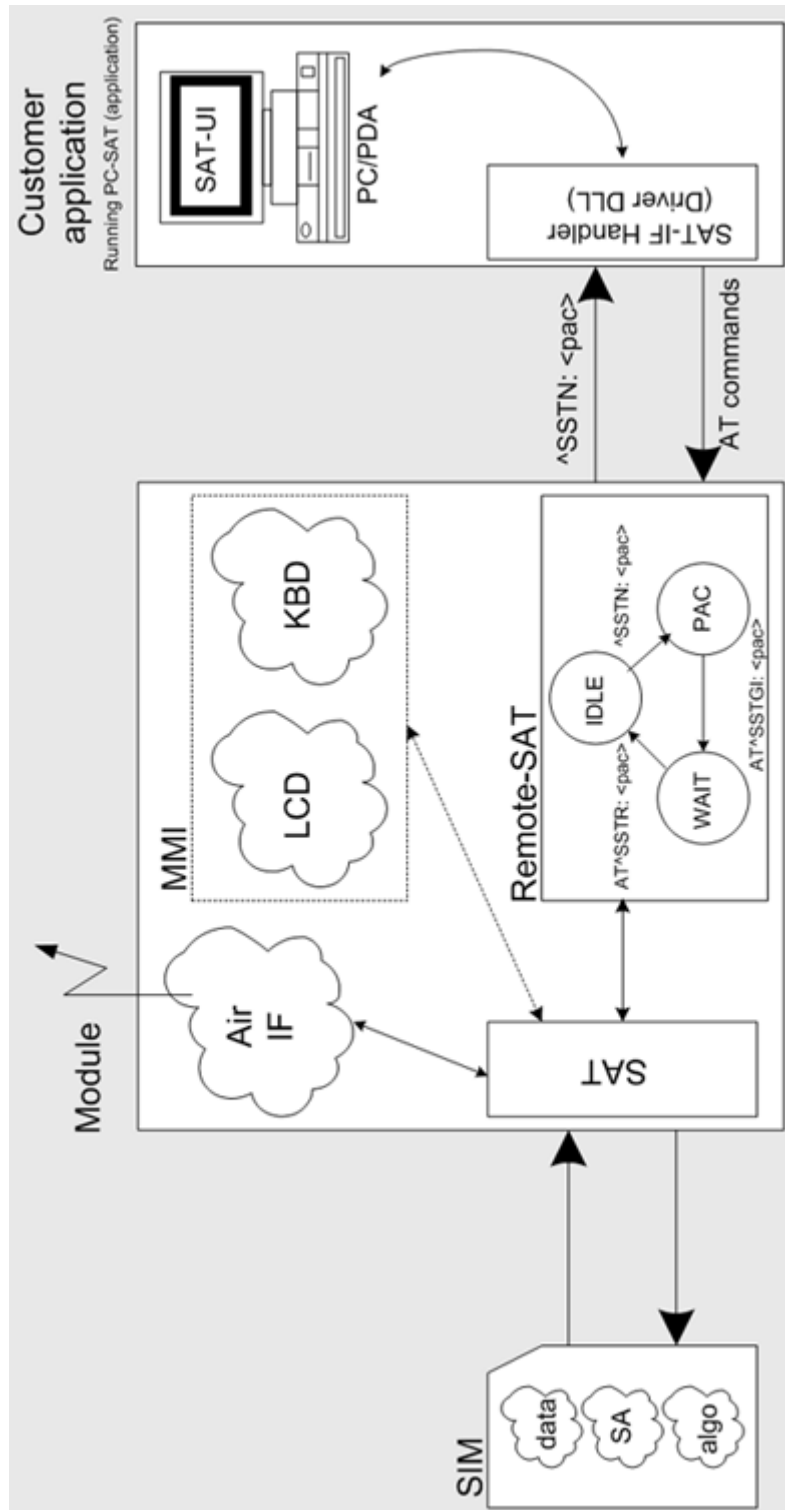 Customer
application
Running PC-SAT (application)
SAT-UI
PC/PDA
SAT-IF Handler
(Driver DLL)
^SSTN: <pac>
AT commands
Module
Air
IF
MMI
LCD
KBD
Remote-SAT
IDLE
^SSTN: <pac>
PAC
AT^SSTGI: <pac>
WAIT
AT^SSTR: <pac>
SAT
SIM
data
SA
algo